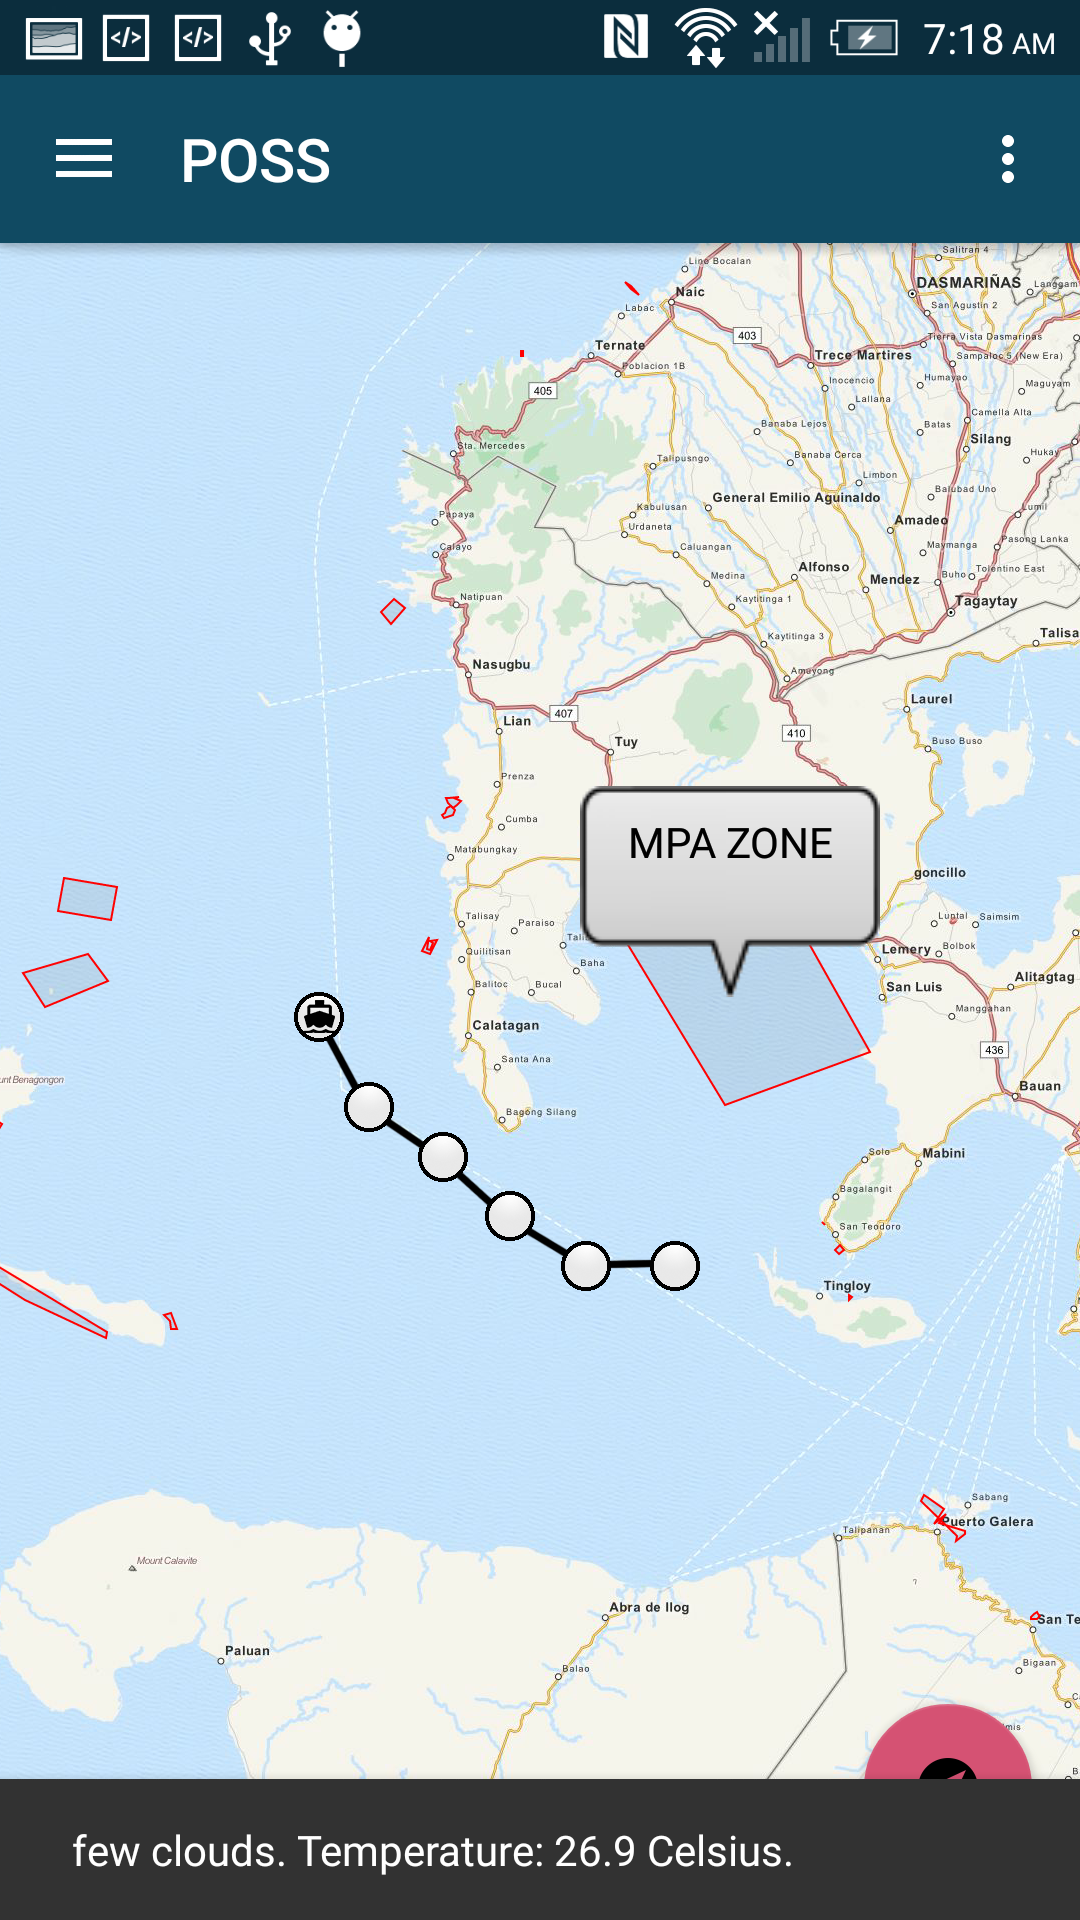 7:18 AM
POSS
Salitran 4
Lino Bocalan
DASMARIÑAS
Langgam
Naic
San Agustin 2
Labac
403
Tierra Vista Dasmarinas
Ternate
Trece Martires
Sampaloc 5 (New Era)
Poblacion 1B
Inocencio
Humayao
Maguyam
405
Lallana
Camella Alta
Banaba Lejos
Batas
Silang
Sta. Mercedes
Hukay
Talipusngo
Banaba Cerca
Limbon
General Emilio Aguinaldo
Balubad Uno
Kabulusan
Lumil
Papaya
Urdaneta
Amadeo
Pasong Lanka
Calayo
Caluangan
Maymanga
Alfonso
Medina
Mendez
Buho
Tolentino East
Natipuan
Kaytitinga 1
Tagaytay
Kaytitinga 3
Talisa
Nasugbu
Amuyong
Laurel
407
Lian
410
Tuy
Buso Buso
Prenza
Cumba
MPA ZONE
Matabungkay
goncillo
Talisay
Paraiso
Luntal
Saimsim
Tali
Quilitisan
Lemery
Bolbok
Baha
Alitagtag
Balitoc
Bucal
San Luis
Manggahan
Calatagan
436
Santa Ana
unt Benagongon
Bauan
Bagong Silang
Solo
Mabini
Bagalangit
San Teodoro
Tingloy
Sabang
Puerto Galera
Talipanan
Mount Calavite
Abra de Ilog
San Te
Paluan
Bigaan
Balao
mis
few clouds. Temperature: 26.9 Celsius.